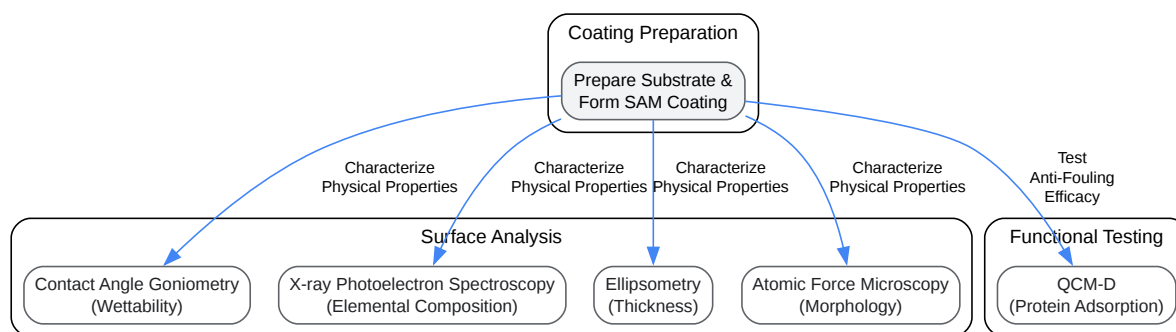 Coating Preparation
Prepare Substrate &
Form SAM Coating
Characterize
Physical Properties
Characterize
Physical Properties
Characterize
Physical Properties
Characterize
Physical Properties
Test
Anti-Fouling
Efficacy
Surface Analysis
Functional Testing
Contact Angle Goniometry
(Wettability)
X-ray Photoelectron Spectroscopy
(Elemental Composition)
Ellipsometry
(Thickness)
Atomic Force Microscopy
(Morphology)
QCM-D
(Protein Adsorption)